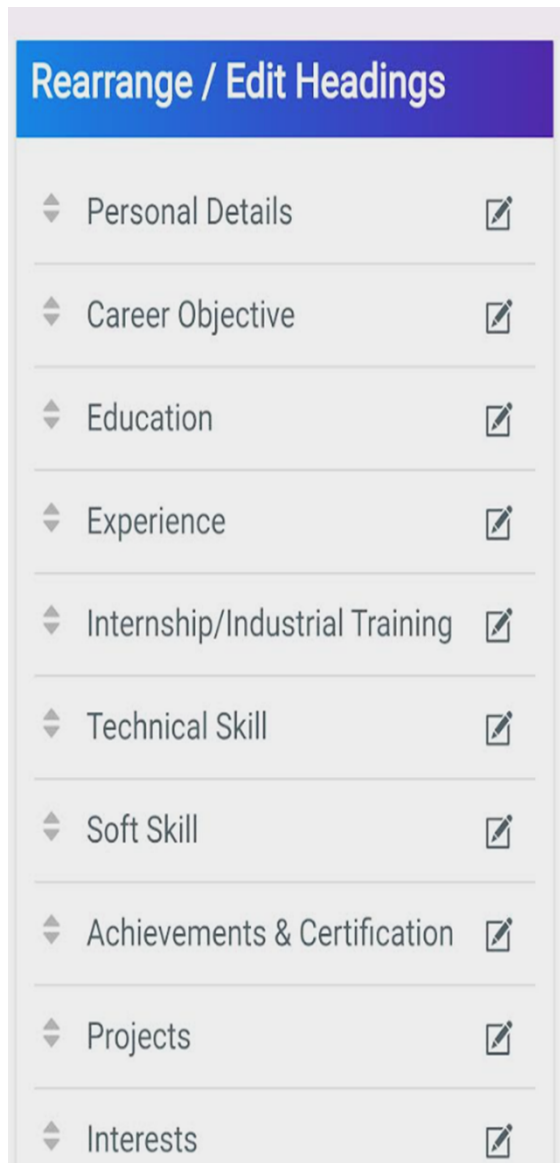 Rearrange / Edit Headings
Personal Details
Career Objective
Education
Experience
Internship/Industrial Training
Technical Skill
Soft Skill
Achievements & Certification
Projects
Interests